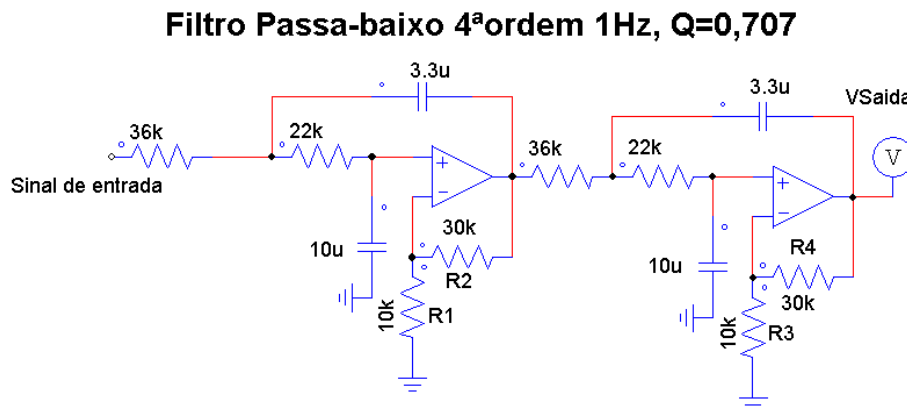 Filtro Passa-baixo 4ªordem 1Hz, Q=0,707
3.3u
3.3u
VSaida
36k
22k
36k
22k
V
Sinal de entrada
+
−
+
−
30k
R4
10u
R2
10u
30k
10k
R1
10k
R3